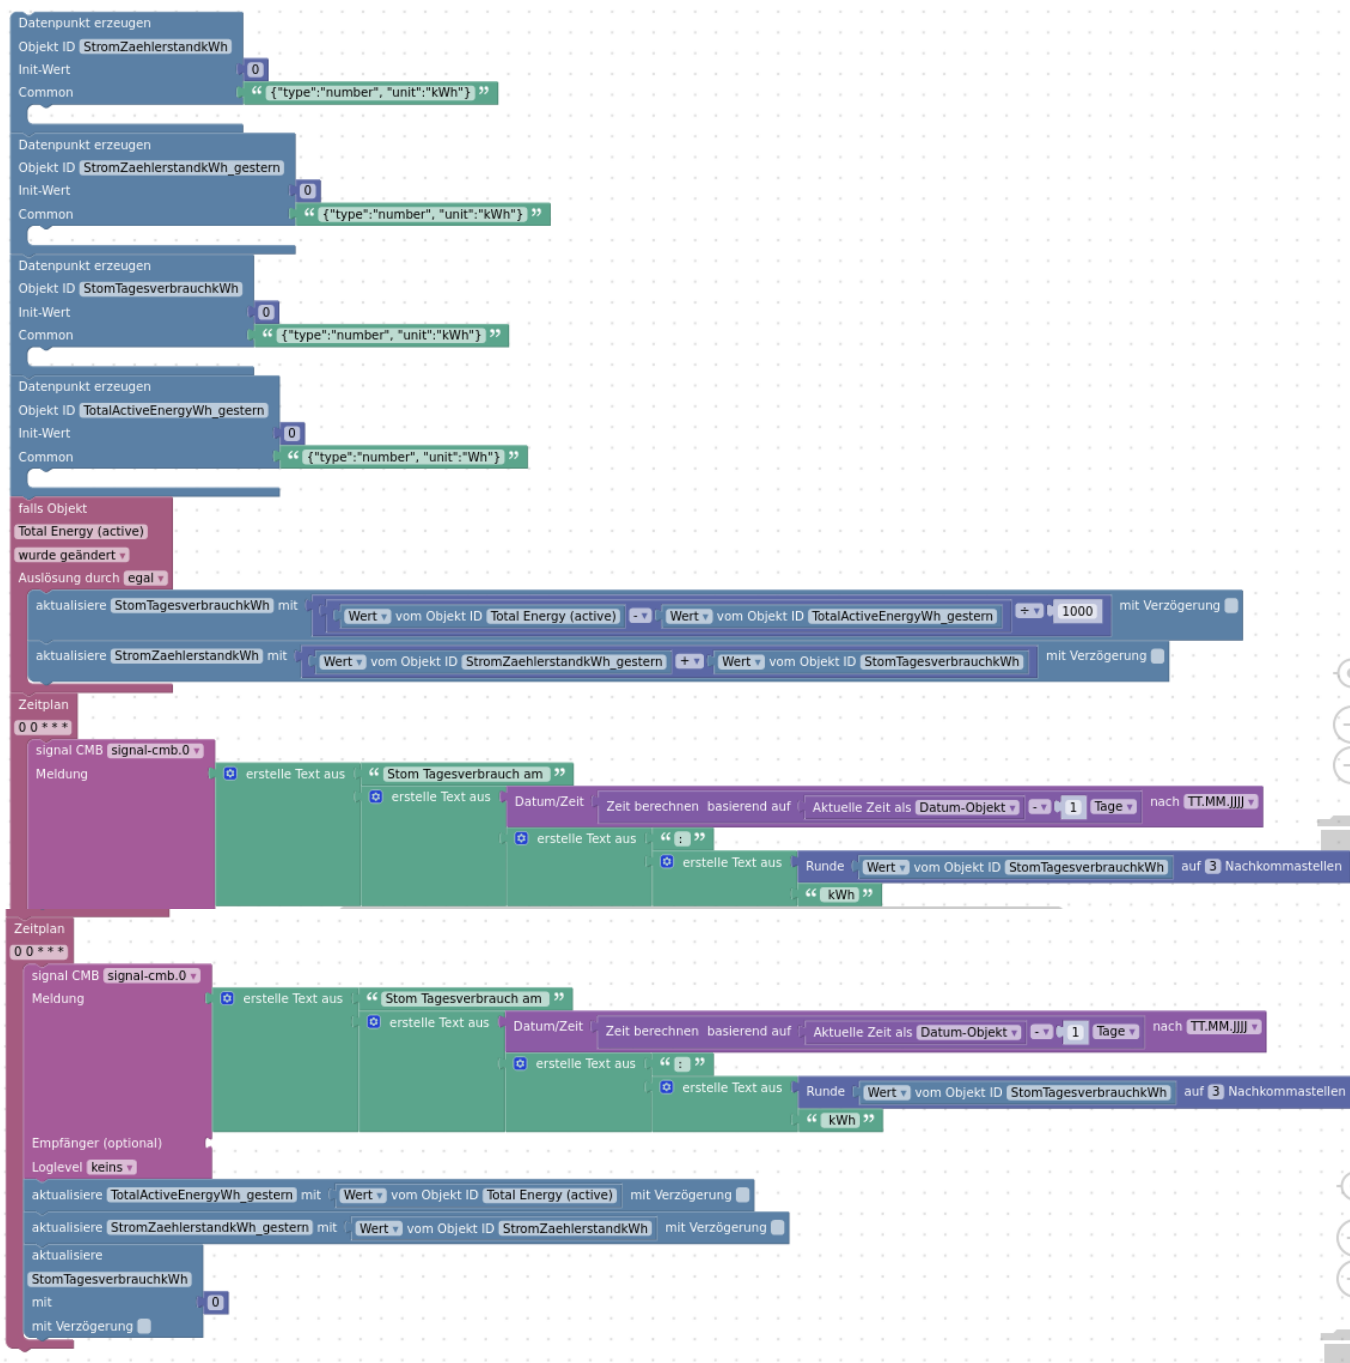 Datenpunkt erzeugen
Objekt ID StromZaehlerstandkWh
Init-Wert 0
Common “ {"type":"number", "unit":"kWh"} ”
Datenpunkt erzeugen
Objekt ID StromZaehlerstandkWh_gestern
Init-Wert 0
Common “ {"type":"number", "unit":"kWh"} ”
Datenpunkt erzeugen
Objekt ID StomTagesverbrauchkWh
Init-Wert 0
Common “ {"type":"number", "unit":"kWh"} ”
Datenpunkt erzeugen
Objekt ID TotalActiveEnergyWh_gestern
Init-Wert 0
Common “ {"type":"number", "unit":"Wh"} ”
falls Objekt
Total Energy (active)
wurde geändert
Auslösung durch egal
aktualisiere StomTagesverbrauchkWh mit Wert vom Objekt ID Total Energy (active) - Wert vom Objekt ID TotalActiveEnergyWh_gestern ÷ 1000 mit Verzögerung
aktualisiere StromZaehlerstandkWh mit Wert vom Objekt ID StromZaehlerstandkWh_gestern + Wert vom Objekt ID StomTagesverbrauchkWh mit Verzögerung
Zeitplan
0 0 * * *
signal CMB signal-cmb.0
Meldung erstelle Text aus “ Stom Tagesverbrauch am ”
erstelle Text aus Datum/Zeit Zeit berechnen basierend auf Aktuelle Zeit als Datum-Objekt - 1 Tage nach TT.MM.JJJJ
erstelle Text aus “ : ”
erstelle Text aus Runde Wert vom Objekt ID StomTagesverbrauchkWh auf 3 Nachkommastellen
“ kWh ”
Zeitplan
0 0 * * *
signal CMB signal-cmb.0
Meldung erstelle Text aus “ Stom Tagesverbrauch am ”
erstelle Text aus Datum/Zeit Zeit berechnen basierend auf Aktuelle Zeit als Datum-Objekt - 1 Tage nach TT.MM.JJJJ
erstelle Text aus “ : ”
erstelle Text aus Runde Wert vom Objekt ID StomTagesverbrauchkWh auf 3 Nachkommastellen
“ kWh ”
Empfänger (optional)
Loglevel keins
aktualisiere TotalActiveEnergyWh_gestern mit Wert vom Objekt ID Total Energy (active) mit Verzögerung
aktualisiere StromZaehlerstandkWh_gestern mit Wert vom Objekt ID StromZaehlerstandkWh mit Verzögerung
aktualisiere
StomTagesverbrauchkWh
mit 0
mit Verzögerung